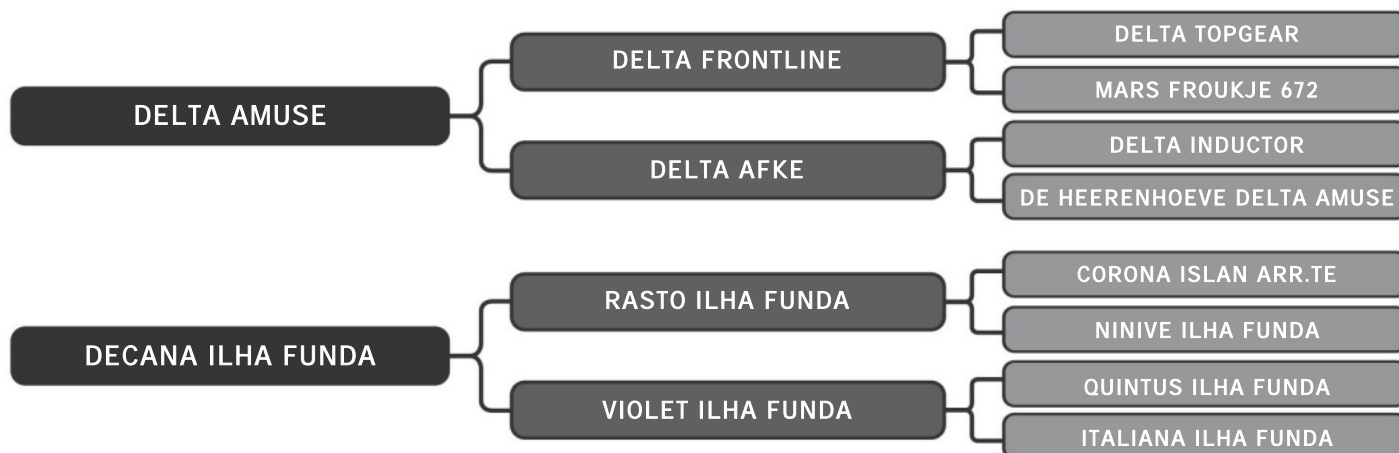 DELTA AMUSE
DELTA FRONTLINE
DELTA TOPGEAR
MARS FROUKJE 672
DELTA AFKE
DELTA INDUCTOR
DE HEERENHOEVE DELTA AMUSE
DECANA ILHA FUNDA
RASTO ILHA FUNDA
CORONA ISLAN ARR.TE
NINIVE ILHA FUNDA
VIOLET ILHA FUNDA
QUINTUS ILHA FUNDA
ITALIANA ILHA FUNDA